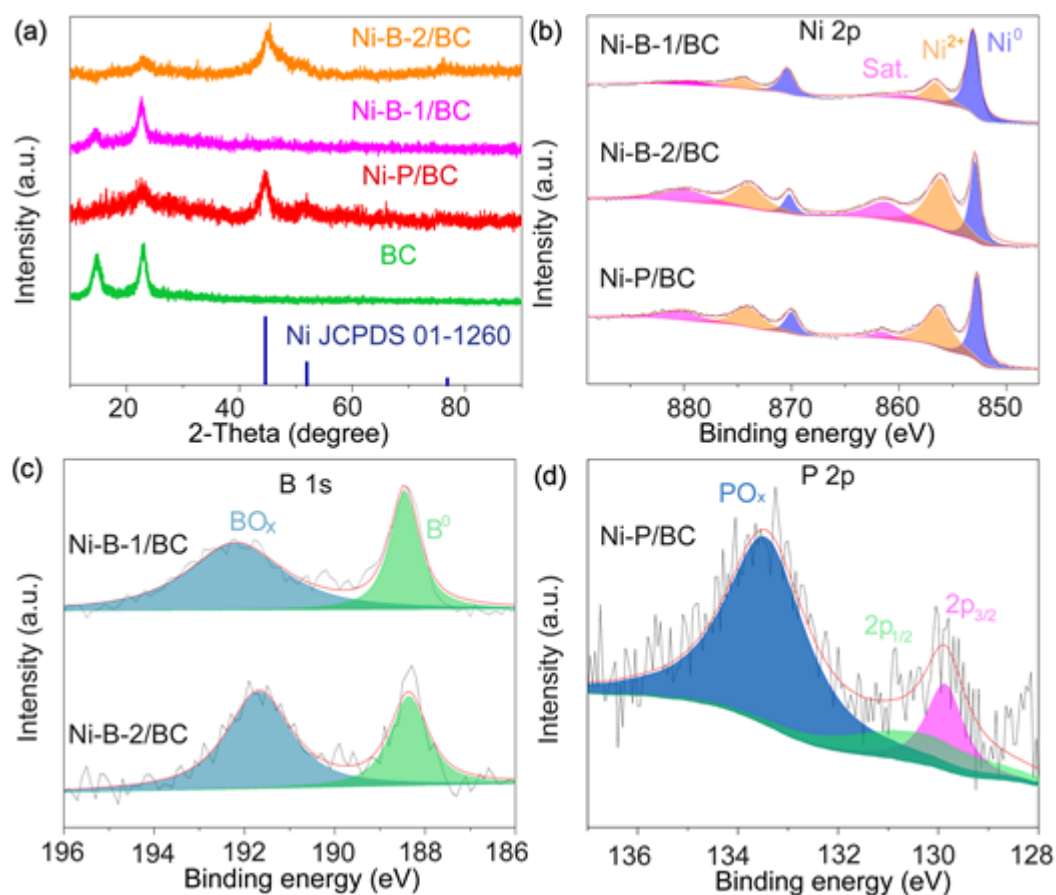 (a)
Ni-B-2/BC
Ni-B-1/BC
Ni-P/BC
BC
Ni JCPDS 01-1260
Intensity (a.u.)
20 40 60 80
2-Theta (degree)
(b)
Ni 2p
Ni-B-1/BC
Sat. Ni²⁺ Ni⁰
Ni-B-2/BC
Ni-P/BC
Intensity (a.u.)
880 870 860 850
Binding energy (eV)
(c)
B 1s
BOₓ B⁰
Ni-B-1/BC
Ni-B-2/BC
Intensity (a.u.)
196 194 192 190 188 186
Binding energy (eV)
(d)
P 2p
POₓ
Ni-P/BC
2p₁/₂ 2p₃/₂
Intensity (a.u.)
136 134 132 130 128
Binding energy (eV)